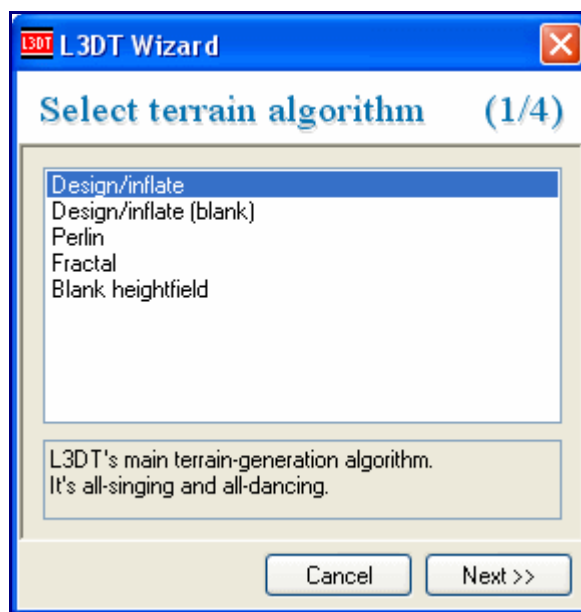 L3DT L3DT Wizard
Select terrain algorithm (1/4)
Design/inflate
Design/inflate (blank)
Perlin
Fractal
Blank heightfield
L3DT's main terrain-generation algorithm.
It's all-singing and all-dancing.
Cancel Next >>